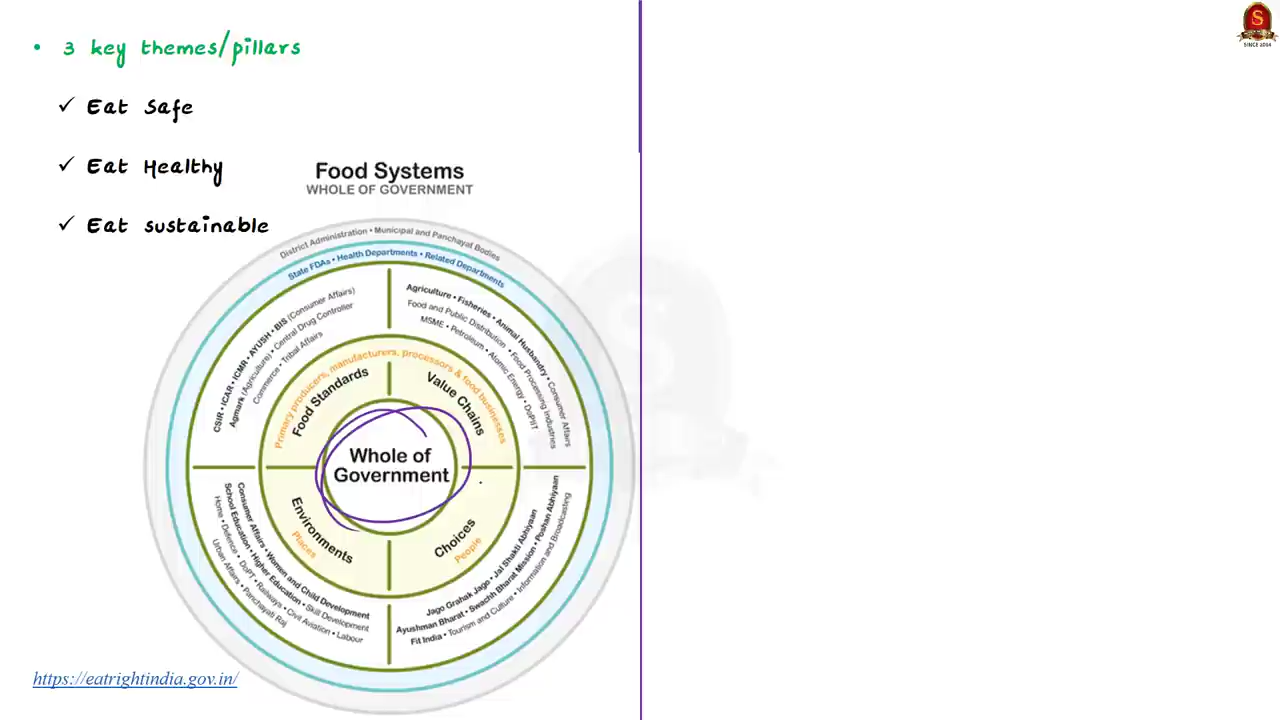 • 3 key themes/pillars
✓ Eat Safe
✓ Eat Healthy
✓ Eat sustainable
Food Systems
WHOLE OF GOVERNMENT
District Administration • Municipal and Panchayat Bodies
State FDAs • Health Departments • Related Departments
CSIR • ICAR • ICMR • AYUSH • BIS (Consumer Affairs)
Agmark (Agriculture) • Central Drug Controller
Commerce • Tribal Affairs
Agriculture • Fisheries • Animal Husbandry • Consumer Affairs
Food and Public Distribution • Food Processing Industries
MSME • Petroleum • Atomic Energy • DoPIIT
Primary producers, manufacturers, processors & food businesses
Food Standards
Value Chains
Whole of
Government
Environments
Places
Choices
People
Consumer Affairs • Women and Child Development
School Education • Higher Education • Skill Development
Home • Defence • DoPT • Railways • Civil Aviation • Labour
Urban Affairs • Panchayati Raj
Jago Grahak Jago • Jal Shakti Abhiyaan
Ayushman Bharat • Swachh Bharat Mission • Poshan Abhiyaan
Fit India • Tourism and Culture • Information and Broadcasting
https://eatrightindia.gov.in/
S
SINCE 2004